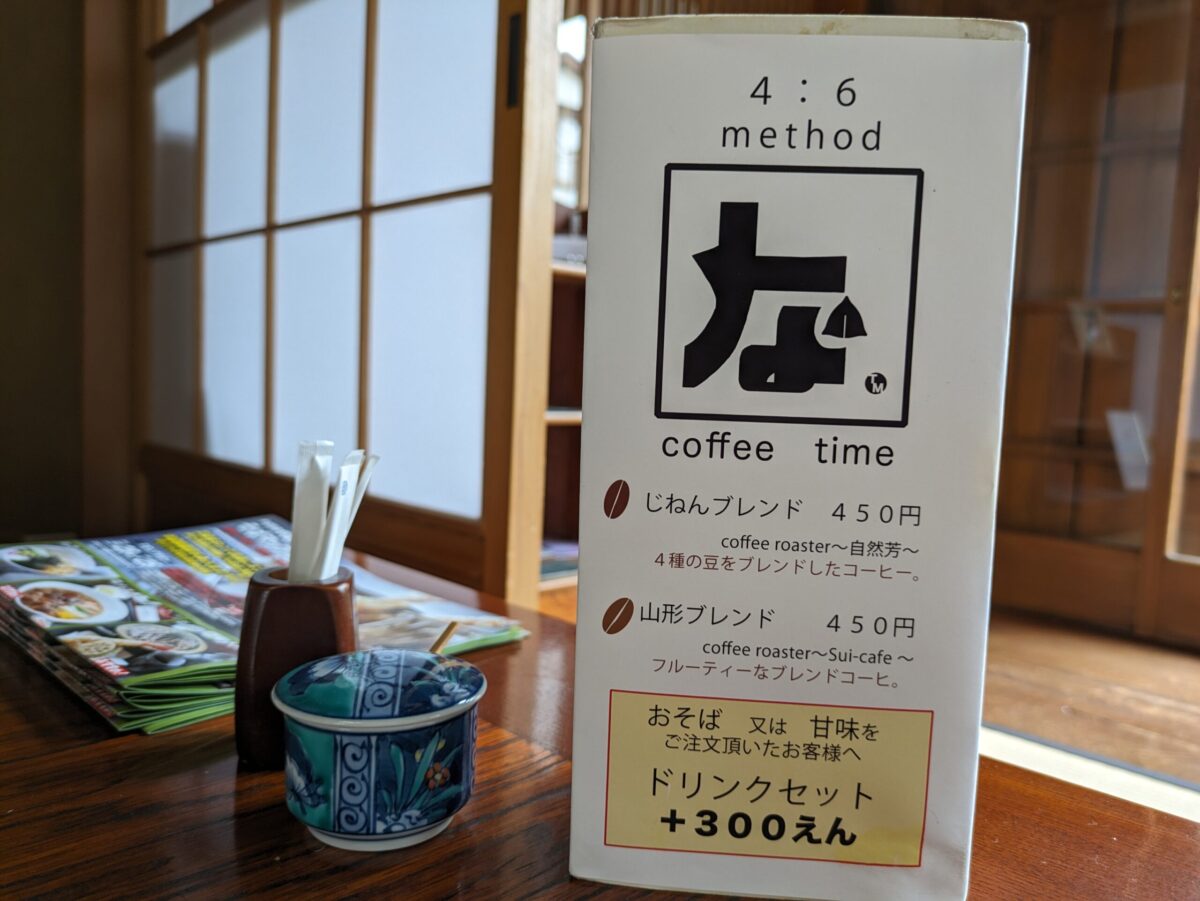 4：6
method
な
TM
coffee time
じねんブレンド 450円
coffee roaster～自然芳～
4種の豆をブレンドしたコーヒー。
山形ブレンド 450円
coffee roaster～Sui-cafe～
フルーティーなブレンドコーヒ。
おそば 又は 甘味を
ご注文頂いたお客様へ
ドリンクセット
＋300えん